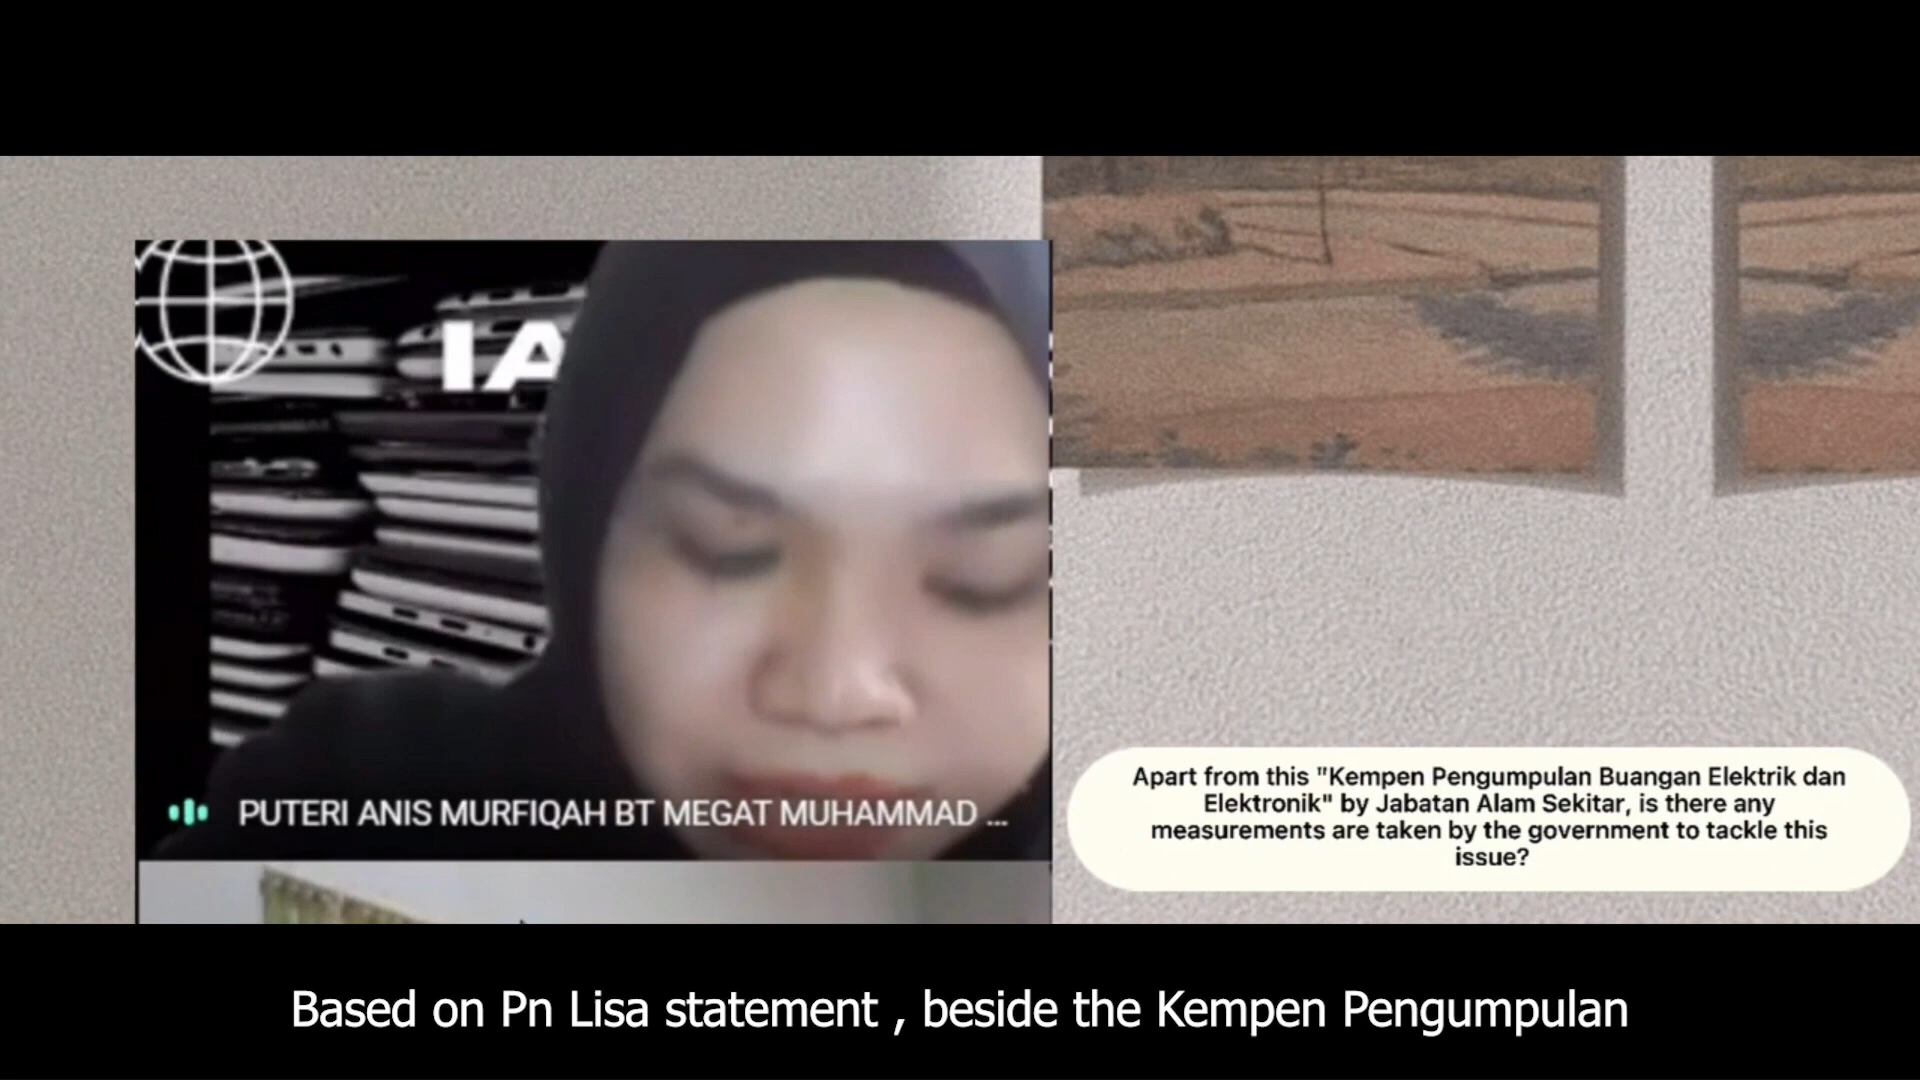 IA
PUTERI ANIS MURFIQAH BT MEGAT MUHAMMAD ...
Apart from this "Kempen Pengumpulan Buangan Elektrik dan
Elektronik" by Jabatan Alam Sekitar, is there any
measurements are taken by the government to tackle this
issue?
Based on Pn Lisa statement , beside the Kempen Pengumpulan